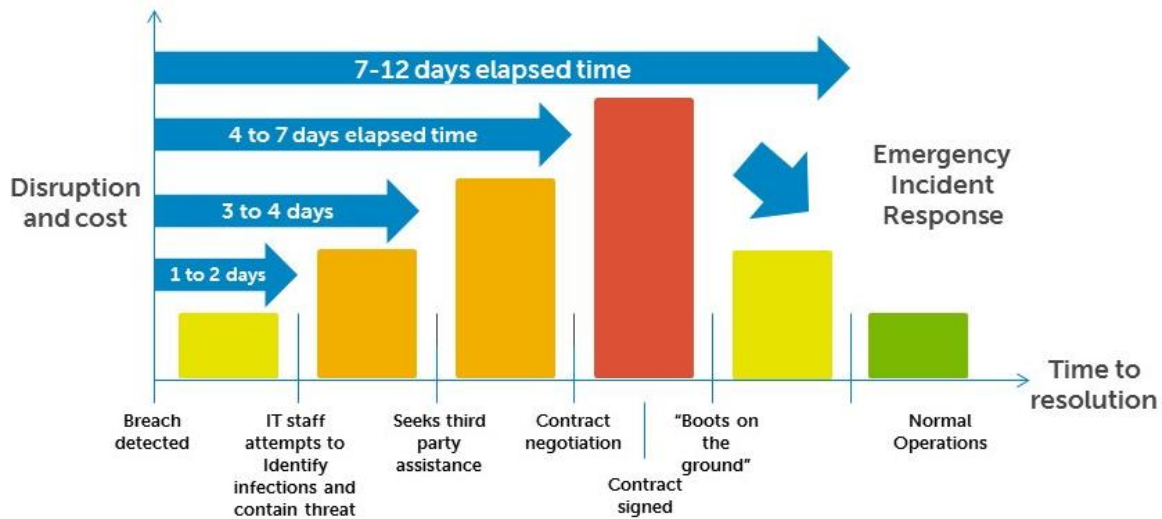 7-12 days elapsed time
4 to 7 days elapsed time
3 to 4 days
1 to 2 days
Disruption
and cost
Emergency
Incident
Response
Time to
resolution
Breach
detected
IT staff
attempts to
Identify
infections and
contain threat
Seeks third
party
assistance
Contract
negotiation
Contract
signed
“Boots on
the
ground”
Normal
Operations